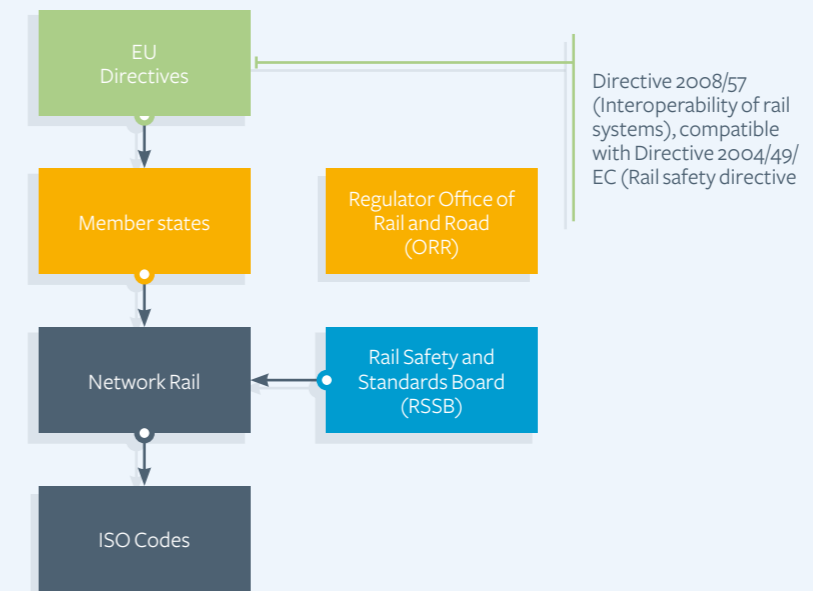 EU
Directives
Directive 2008/57
(Interoperability of rail
systems), compatible
with Directive 2004/49/
EC (Rail safety directive
Member states
Regulator Office of
Rail and Road
(ORR)
Network Rail
Rail Safety and
Standards Board
(RSSB)
ISO Codes